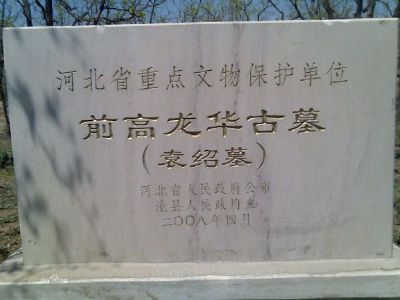 河北省重点文物保护单位
前高龙华古墓
（袁绍墓）
河北省人民政府公布
沧县人民政府立
二〇〇八年四月